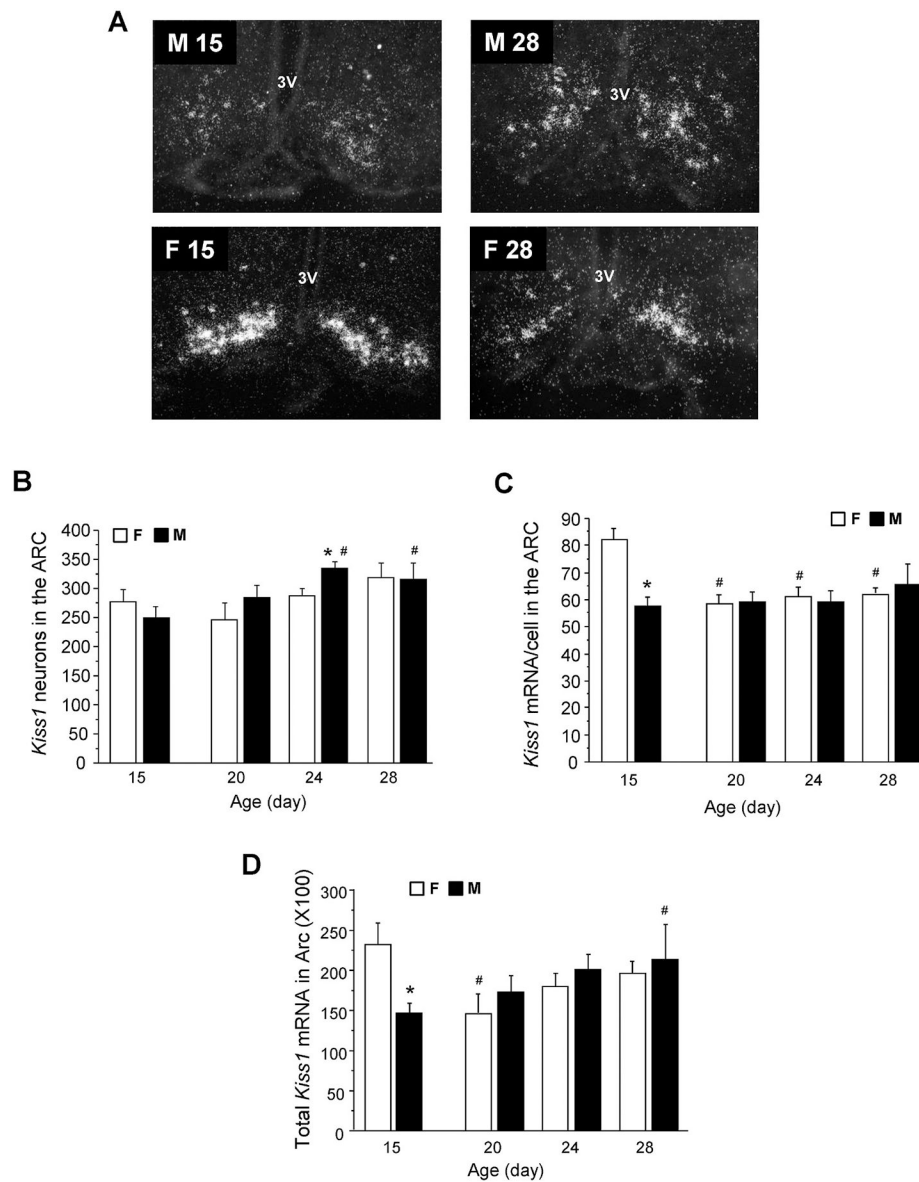 A
M 15
3V
M 28
3V
F 15
3V
F 28
3V
B
Kiss1 neurons in the ARC
400
350
300
250
200
150
100
50
0
F M
* #
#
15 20 24 28
Age (day)
C
Kiss1 mRNA/cell in the ARC
90
80
70
60
50
40
30
20
10
0
F M
*
# # #
15 20 24 28
Age (day)
D
Total Kiss1 mRNA in Arc (X100)
300
250
200
150
100
50
0
F M
*
#
#
15 20 24 28
Age (day)